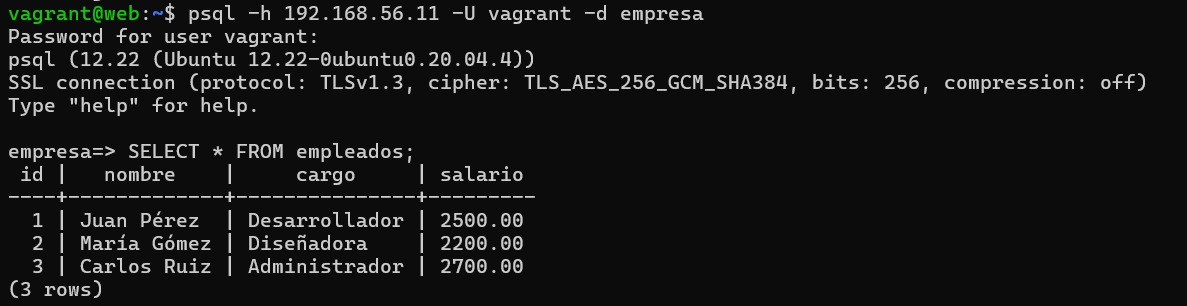 vagrant@web:~$ psql -h 192.168.56.11 -U vagrant -d empresa
Password for user vagrant:
psql (12.22 (Ubuntu 12.22-0ubuntu0.20.04.4))
SSL connection (protocol: TLSv1.3, cipher: TLS_AES_256_GCM_SHA384, bits: 256, compression: off)
Type "help" for help.

empresa=> SELECT * FROM empleados;
 id |   nombre    |     cargo     | salario
----+-------------+---------------+---------
  1 | Juan Pérez  | Desarrollador | 2500.00
  2 | María Gómez | Diseñadora    | 2200.00
  3 | Carlos Ruiz | Administrador | 2700.00
(3 rows)